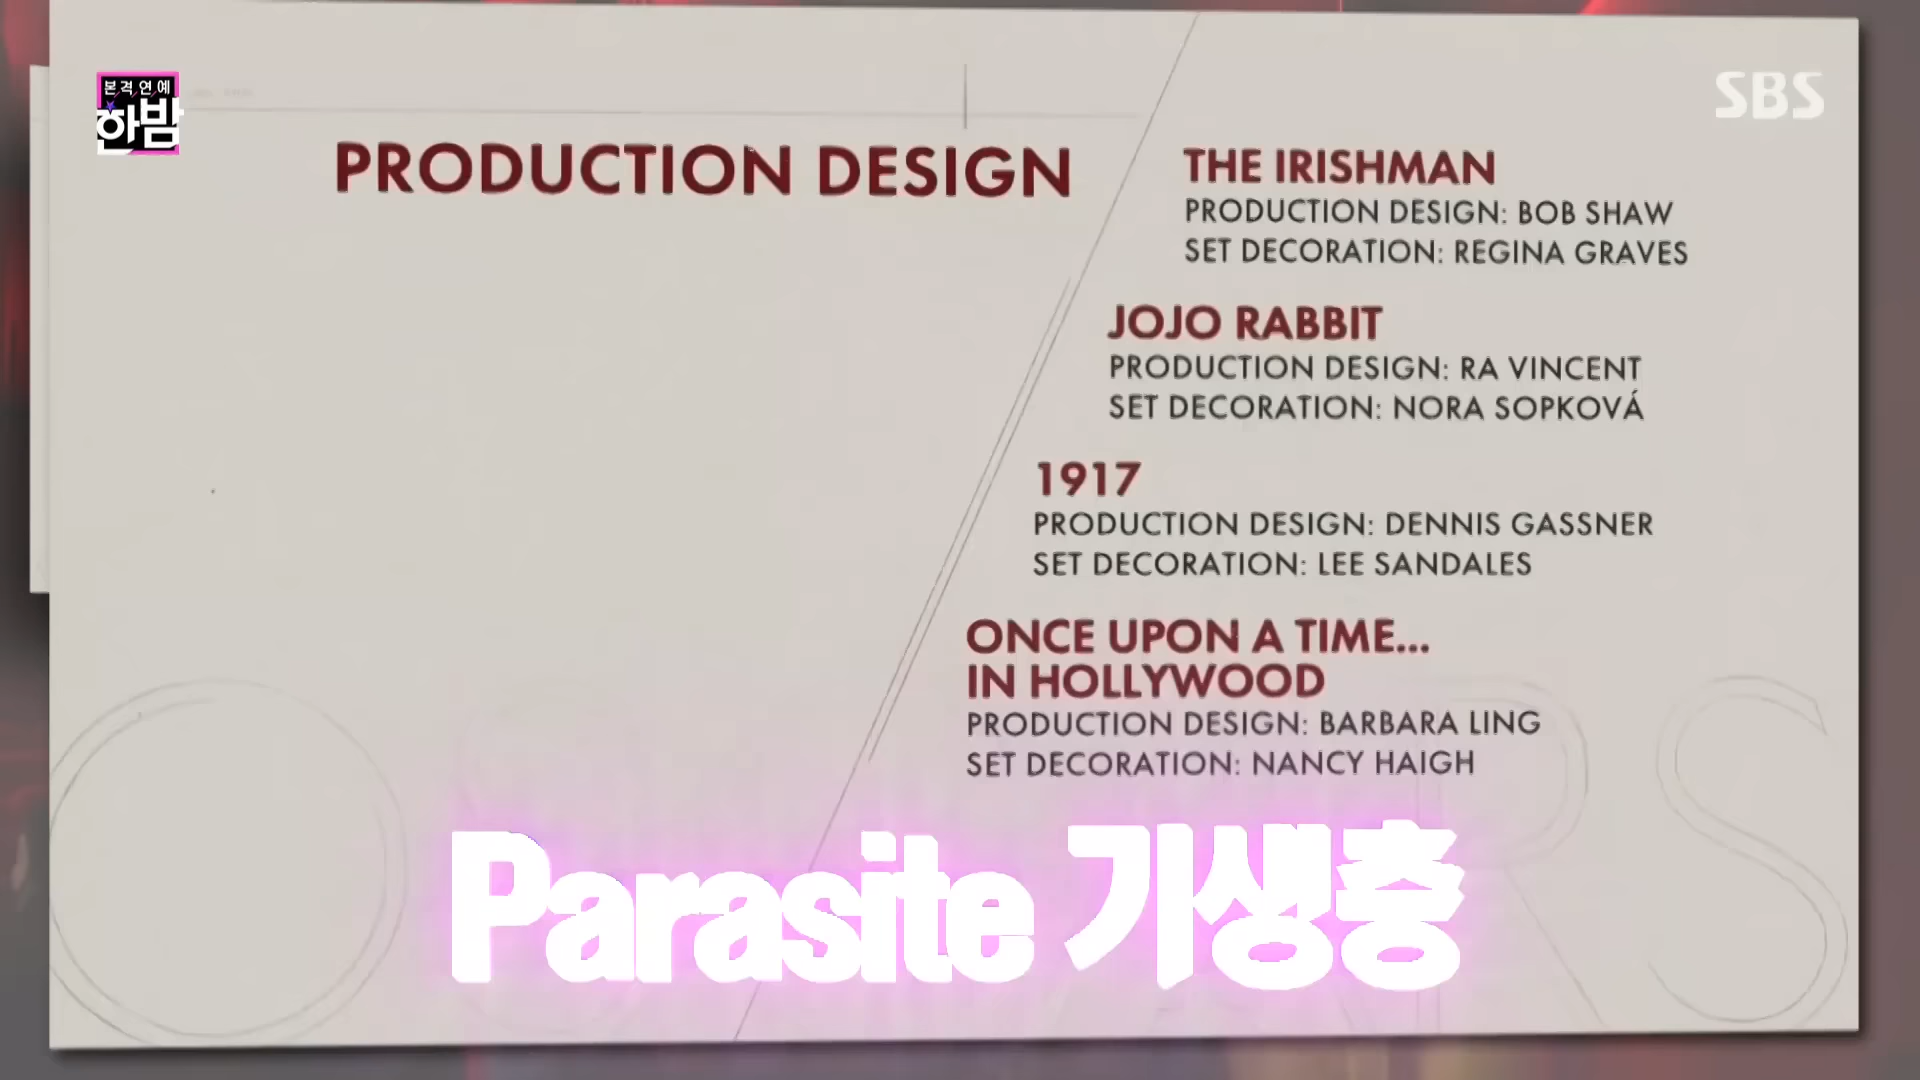 본격연예
한밤
SBS
PRODUCTION DESIGN
THE IRISHMAN
PRODUCTION DESIGN: BOB SHAW
SET DECORATION: REGINA GRAVES
JOJO RABBIT
PRODUCTION DESIGN: RA VINCENT
SET DECORATION: NORA SOPKOVÁ
1917
PRODUCTION DESIGN: DENNIS GASSNER
SET DECORATION: LEE SANDALES
ONCE UPON A TIME...
IN HOLLYWOOD
PRODUCTION DESIGN: BARBARA LING
SET DECORATION: NANCY HAIGH
Parasite 기생충